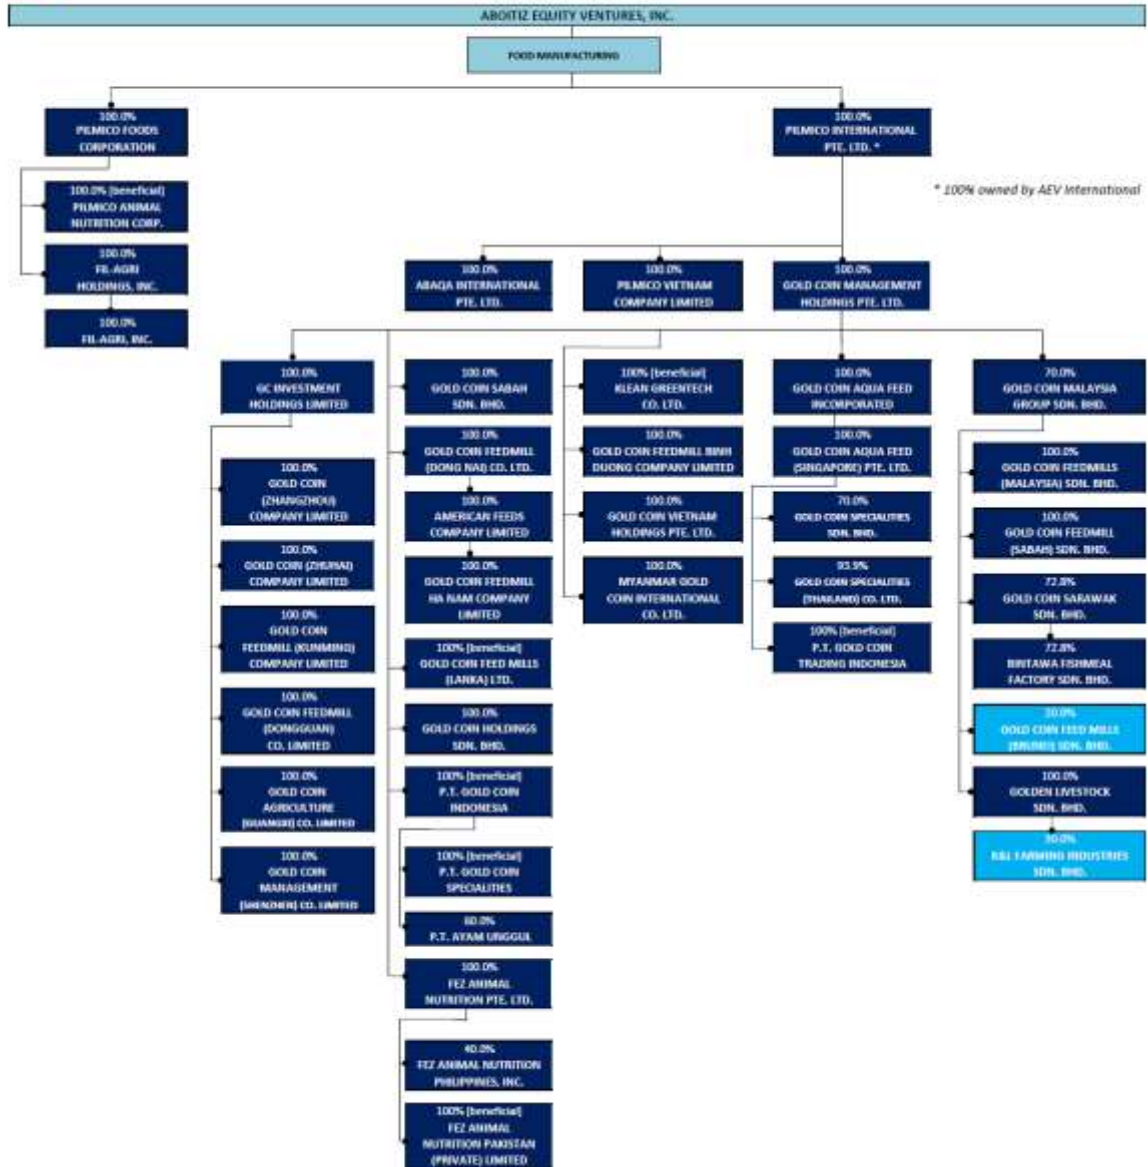 ABOITIZ EQUITY VENTURES, INC.
FOOD MANUFACTURING
100.0%
PILMICO FOODS
CORPORATION
100.0%
PILMICO INTERNATIONAL
PTE. LTD. *
* 100% owned by AEV International
100.0% (beneficial)
PILMICO ANIMAL
NUTRITION CORP.
100.0%
FIL-AGRI
HOLDINGS, INC.
100.0%
FIL-AGRI, INC.
100.0%
ABAQA INTERNATIONAL
PTE. LTD.
100.0%
PILMICO VIETNAM
COMPANY LIMITED
100.0%
GOLD COIN MANAGEMENT
HOLDINGS PTE. LTD.
100.0%
GC INVESTMENT
HOLDINGS LIMITED
100.0%
GOLD COIN
(ZHANGZHOU)
COMPANY LIMITED
100.0%
GOLD COIN (ZHUHAI)
COMPANY LIMITED
100.0%
GOLD COIN
FEEDMILL (KUNMING)
COMPANY LIMITED
100.0%
GOLD COIN FEEDMILL
(DONGGUAN)
CO. LIMITED
100.0%
GOLD COIN
AGRICULTURE
(GUANGXI) CO. LIMITED
100.0%
GOLD COIN
MANAGEMENT
(SHENZHEN) CO. LIMITED
100.0%
GOLD COIN SABAH
SDN. BHD.
100.0%
GOLD COIN FEEDMILL
(DONG NAI) CO. LTD.
100.0%
AMERICAN FEEDS
COMPANY LIMITED
100.0%
GOLD COIN FEEDMILL
HA NAM COMPANY
LIMITED
100% (beneficial)
GOLD COIN FEED MILLS
(LANKA) LTD.
100.0%
GOLD COIN HOLDINGS
SDN. BHD.
100% (beneficial)
P.T. GOLD COIN
INDONESIA
100% (beneficial)
P.T. GOLD COIN
SPECIALITIES
60.0%
P.T. AYAM UNGGUL
100.0%
FEZ ANIMAL
NUTRITION PTE. LTD.
40.0%
FEZ ANIMAL NUTRITION
PHILIPPINES, INC.
100% (beneficial)
FEZ ANIMAL
NUTRITION PAKISTAN
(PRIVATE) LIMITED
100% (beneficial)
KLEAN GREENTECH
CO. LTD.
100.0%
GOLD COIN FEEDMILL BINH
DUONG COMPANY LIMITED
100.0%
GOLD COIN VIETNAM
HOLDINGS PTE. LTD.
100.0%
MYANMAR GOLD
COIN INTERNATIONAL
CO. LTD.
100.0%
GOLD COIN AQUA FEED
INCORPORATED
100.0%
GOLD COIN AQUA FEED
(SINGAPORE) PTE. LTD.
70.0%
GOLD COIN SPECIALITIES
SDN. BHD.
93.9%
GOLD COIN SPECIALITIES
(THAILAND) CO. LTD.
100% (beneficial)
P.T. GOLD COIN
TRADING INDONESIA
70.0%
GOLD COIN MALAYSIA
GROUP SDN. BHD.
100.0%
GOLD COIN FEEDMILLS
(MALAYSIA) SDN. BHD.
100.0%
GOLD COIN FEEDMILL
(SABAH) SDN. BHD.
72.8%
GOLD COIN SARAWAK
SDN. BHD.
72.8%
BINTAWA FISHMEAL
FACTORY SDN. BHD.
GOLD COIN FEED MILLS
(BRUNEI) SDN. BHD.
100.0%
GOLDEN LIVESTOCK
SDN. BHD.
30.0%
FARMING INDUSTRIES
SDN. BHD.